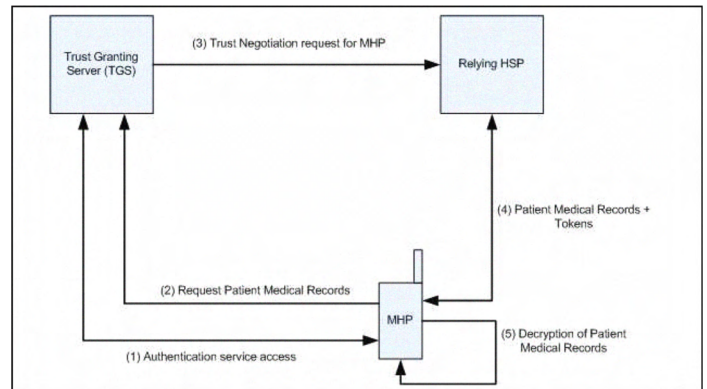 (3) Trust Negotiation request for MHP
Trust Granting
Server (TGS)
Relying HSP
(4) Patient Medical Records +
Tokens
(2) Request Patient Medical Records
MHP
(5) Decryption of Patient
Medical Records
(1) Authentication service access